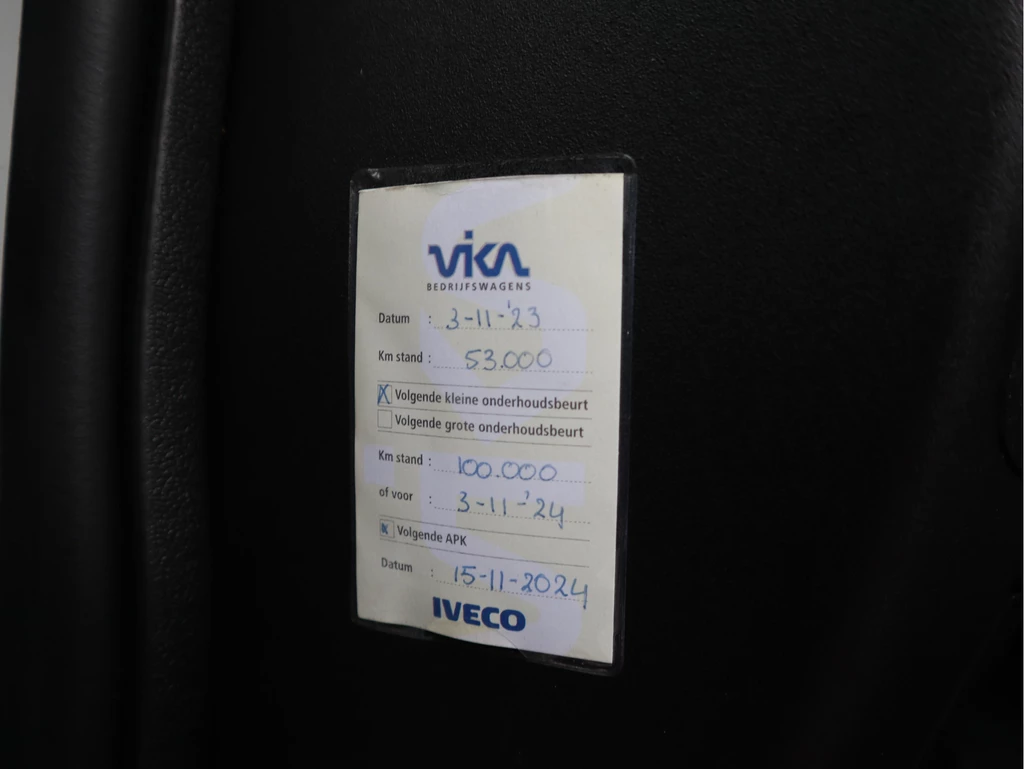 VIKA
BEDRIJFSWAGENS
Datum : 3-11-'23
Km stand : 53.000
X Volgende kleine onderhoudsbeurt
Volgende grote onderhoudsbeurt
Km stand : 100.000
of voor : 3-11-'24
x Volgende APK
Datum : 15-11-2024
IVECO